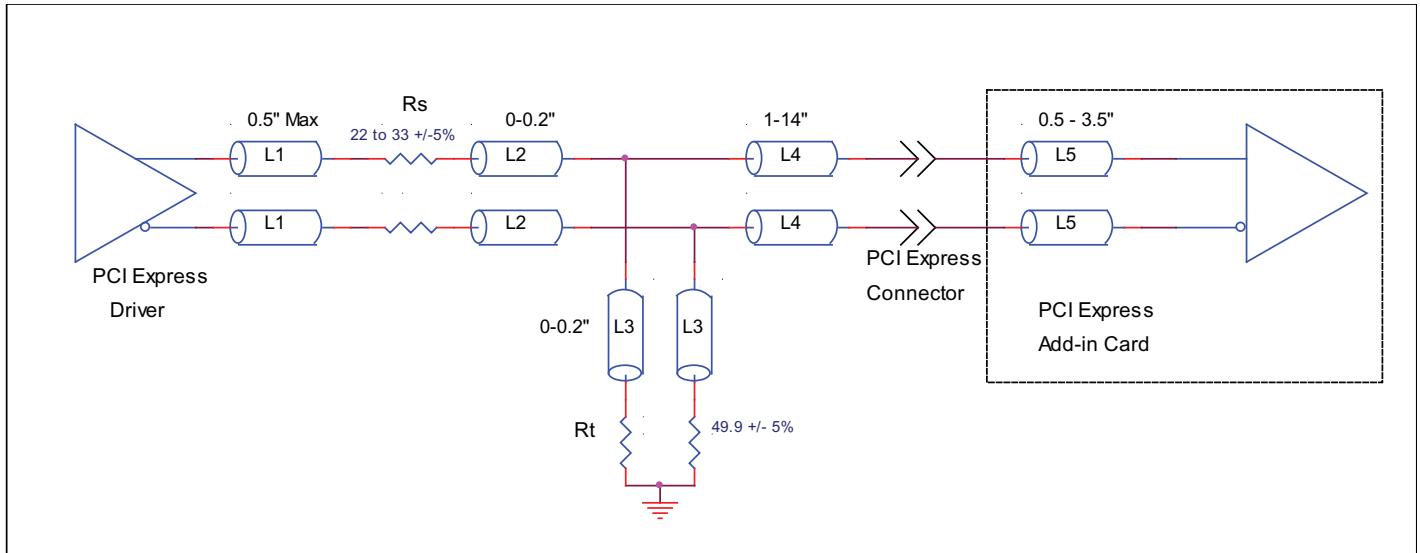 Rs
0.5" Max
22 to 33 +/-5%
0-0.2"
1-14"
0.5 - 3.5"
L1
L2
L4
L5
L1
L2
L4
L5
PCI Express
Driver
PCI Express
Connector
PCI Express
Add-in Card
0-0.2"
L3
L3
Rt
49.9 +/- 5%